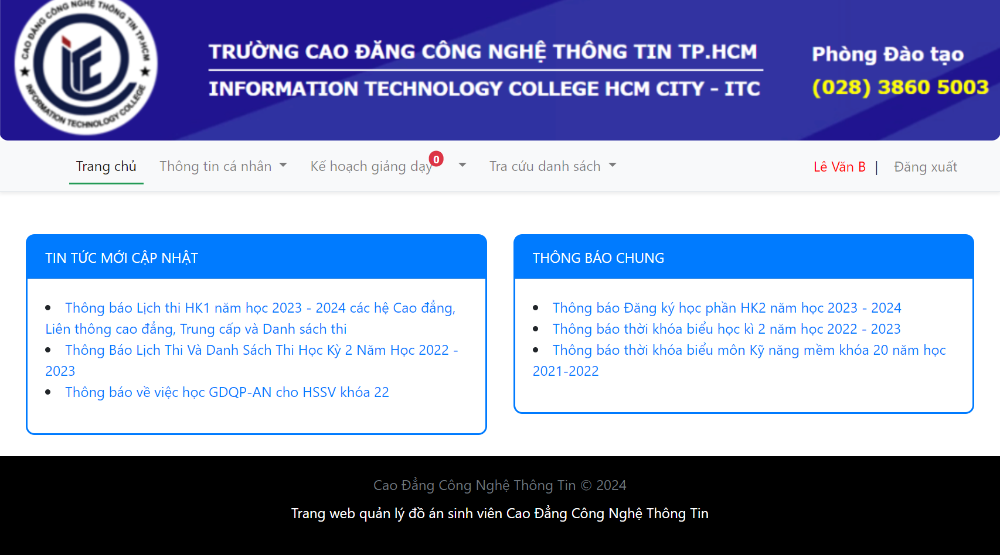 CAO ĐẲNG CÔNG NGHỆ THÔNG TIN TP.HCM
INFORMATION TECHNOLOGY COLLEGE
TRƯỜNG CAO ĐẲNG CÔNG NGHỆ THÔNG TIN TP.HCM
INFORMATION TECHNOLOGY COLLEGE HCM CITY - ITC
Phòng Đào tạo
(028) 3860 5003
Trang chủ
Thông tin cá nhân
Kế hoạch giảng dạy
0
Tra cứu danh sách
Lê Văn B |
Đăng xuất
TIN TỨC MỚI CẬP NHẬT
Thông báo Lịch thi HK1 năm học 2023 - 2024 các hệ Cao đẳng,
Liên thông cao đẳng, Trung cấp và Danh sách thi
Thông Báo Lịch Thi Và Danh Sách Thi Học Kỳ 2 Năm Học 2022 -
2023
Thông báo về việc học GDQP-AN cho HSSV khóa 22
THÔNG BÁO CHUNG
Thông báo Đăng ký học phần HK2 năm học 2023 - 2024
Thông báo thời khóa biểu học kì 2 năm học 2022 - 2023
Thông báo thời khóa biểu môn Kỹ năng mềm khóa 20 năm học
2021-2022
Cao Đẳng Công Nghệ Thông Tin © 2024
Trang web quản lý đồ án sinh viên Cao Đẳng Công Nghệ Thông Tin